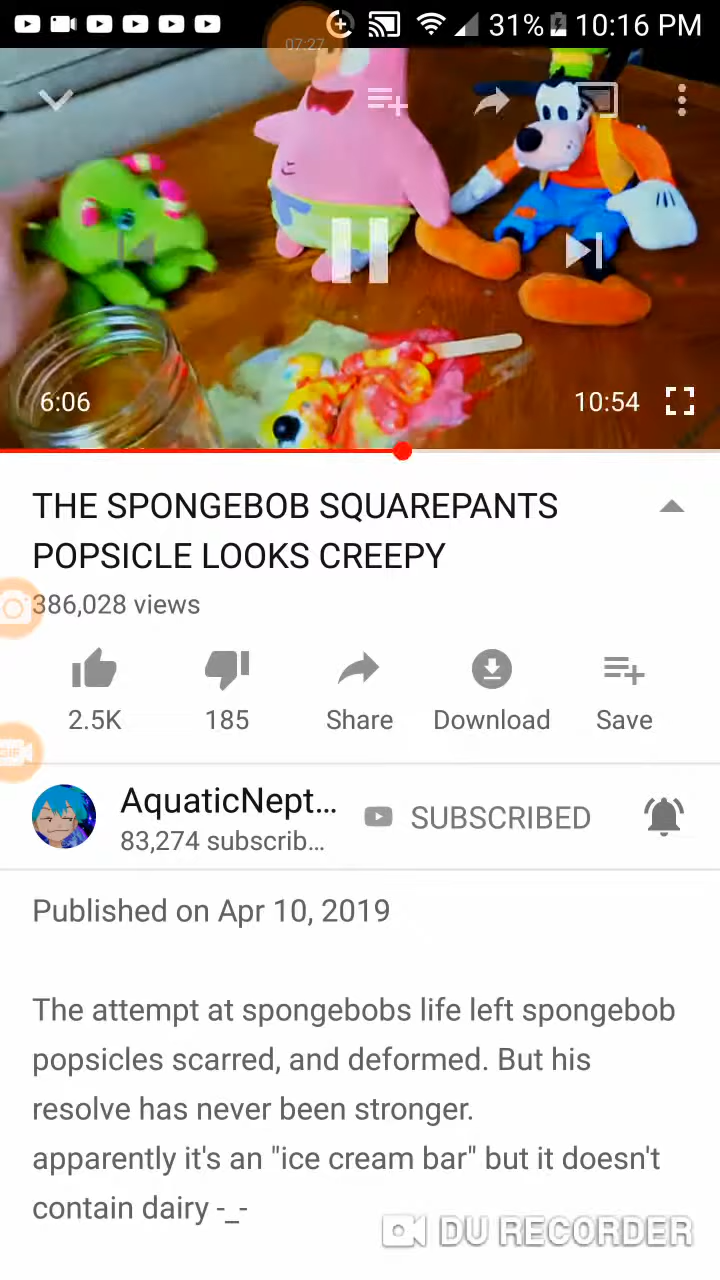 31% 10:16 PM
07:27
6:06
10:54
THE SPONGEBOB SQUAREPANTS
POPSICLE LOOKS CREEPY
386,028 views
2.5K
185
Share
Download
Save
GIF
AquaticNept...
SUBSCRIBED
83,274 subscrib...
Published on Apr 10, 2019
The attempt at spongebobs life left spongebob
popsicles scarred, and deformed. But his
resolve has never been stronger.
apparently it's an "ice cream bar" but it doesn't
contain dairy -_-
DU RECORDER